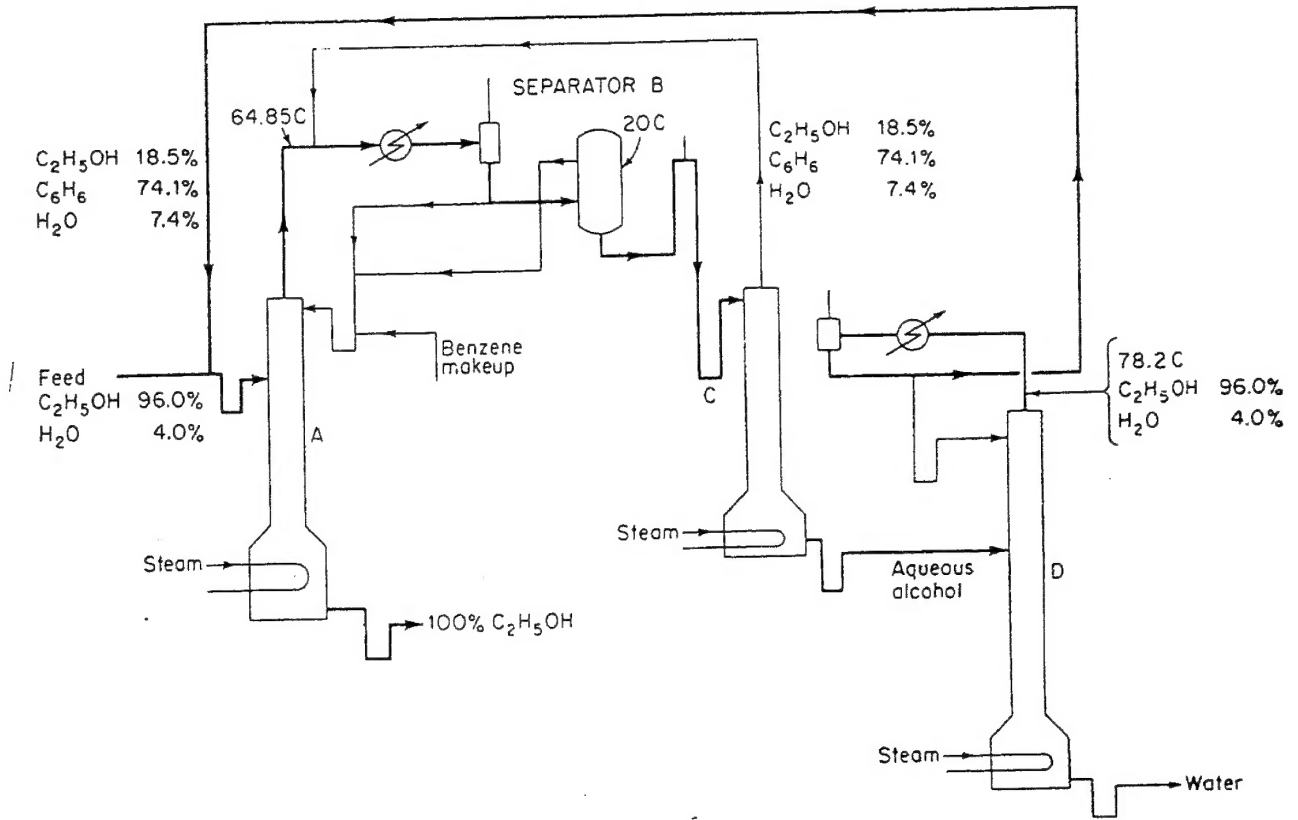 SEPARATOR B
64.85C
20C
C₂H₅OH 18.5%
C₆H₆ 74.1%
H₂O 7.4%
C₂H₅OH 18.5%
C₆H₆ 74.1%
H₂O 7.4%
Benzene
makeup
Feed
C₂H₅OH 96.0%
H₂O 4.0%
A
C
78.2C
C₂H₅OH 96.0%
H₂O 4.0%
Steam
100% C₂H₅OH
Steam
Aqueous
alcohol
D
Steam
Water